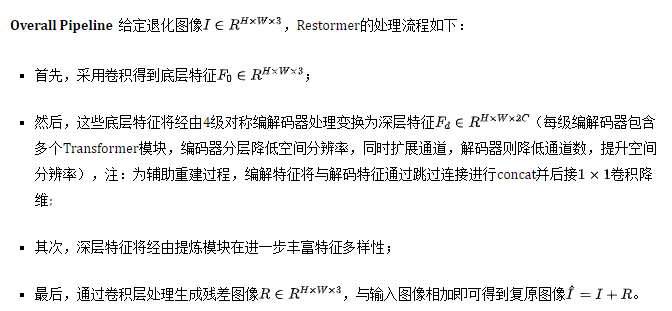 Overall Pipeline 给定退化图像$I \in R^{H \times W \times 3}$，Restormer的处理流程如下：
▪ 首先，采用卷积得到底层特征$F_0 \in R^{H \times W \times 3}$；
▪ 然后，这些底层特征将经由4级对称编解码器处理变换为深层特征$F_d \in R^{H \times W \times 2C}$（每级编解码器包含
多个Transformer模块，编码器分层降低空间分辨率，同时扩展通道，解码器则降低通道数，提升空间
分辨率），注：为辅助重建过程，编解特征将与解码特征通过跳过连接进行concat并后接$1 \times 1$卷积降
维；
▪ 其次，深层特征将经由提炼模块在进一步丰富特征多样性；
▪ 最后，通过卷积层处理生成残差图像$R \in R^{H \times W \times 3}$，与输入图像相加即可得到复原图像$\hat{I} = I + R$。